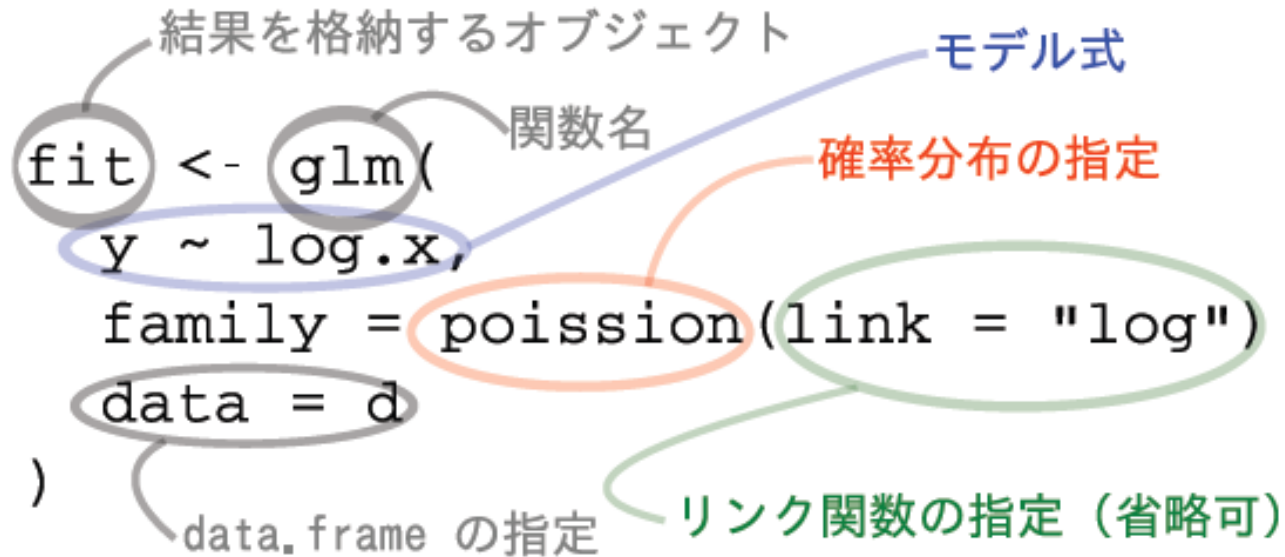 結果を格納するオブジェクト
モデル式
関数名
fit <- glm(
確率分布の指定
y ~ log.x,
family = poission(link = "log")
data = d
)
data.frame の指定
リンク関数の指定（省略可）